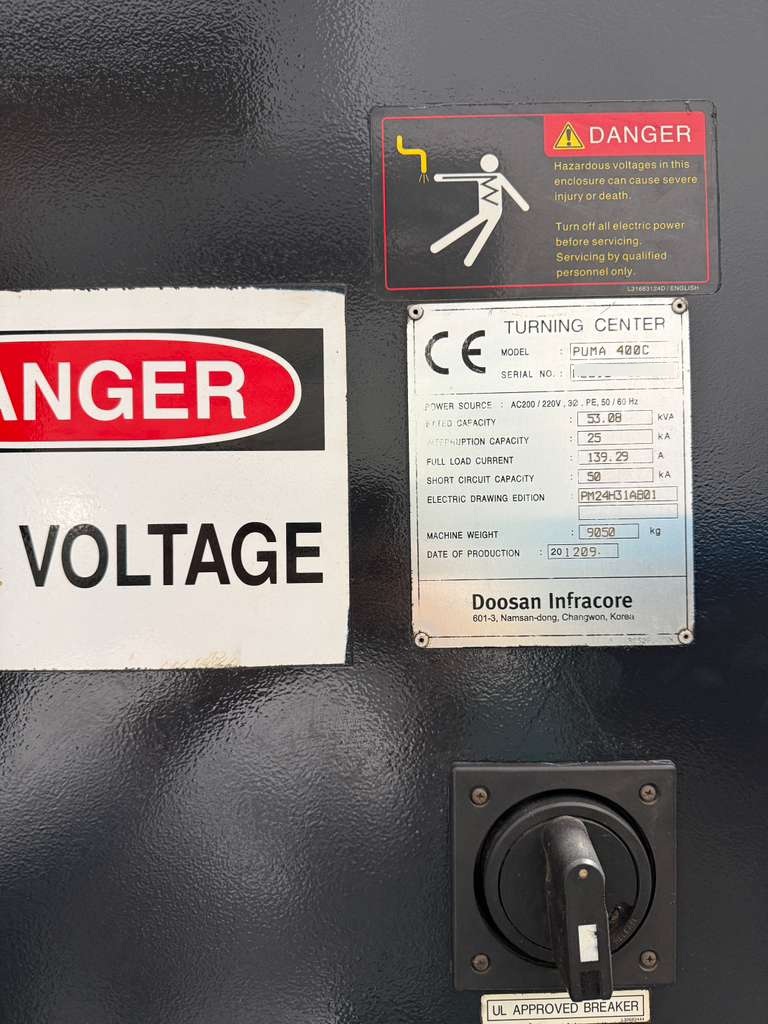 DANGER
Hazardous voltages in this
enclosure can cause severe
injury or death.
Turn off all electric power
before servicing.
Servicing by qualified
personnel only.
L31663124D / ENGLISH
ANGER
VOLTAGE
CE
TURNING CENTER
MODEL : PUMA 400C
SERIAL NO. :
POWER SOURCE : AC200 / 220V, 3Ø, PE, 50 / 60 Hz
RATED CAPACITY : 53.08 kVA
INTERRUPTION CAPACITY : 25 kA
FULL LOAD CURRENT : 139.29 A
SHORT CIRCUIT CAPACITY : 50 kA
ELECTRIC DRAWING EDITION : PM24H31AB01
MACHINE WEIGHT : 9050 kg
DATE OF PRODUCTION : 201209.
Doosan Infracore
601-3, Namsan-dong, Changwon, Korea
UL APPROVED BREAKER